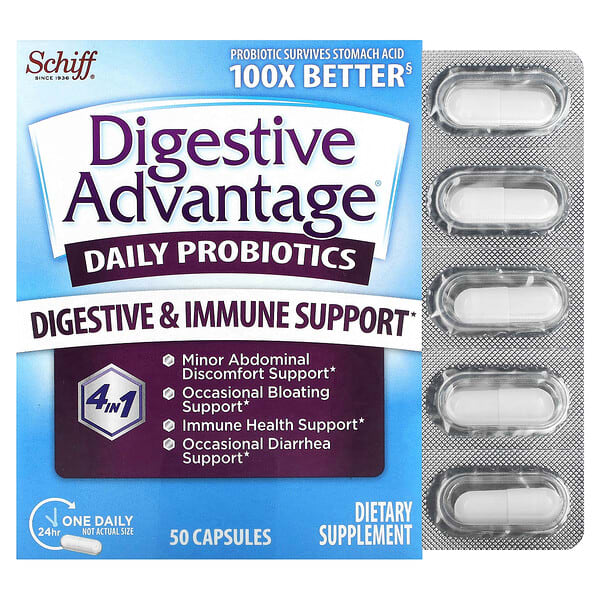 Schiff®
SINCE 1936
PROBIOTIC SURVIVES STOMACH ACID
100X BETTER§
Digestive
Advantage®
DAILY PROBIOTICS
DIGESTIVE & IMMUNE SUPPORT*
4 IN 1
Minor Abdominal
Discomfort Support*
Occasional Bloating
Support*
Immune Health Support*
Occasional Diarrhea
Support*
24hr
ONE DAILY
NOT ACTUAL SIZE
50 CAPSULES
DIETARY
SUPPLEMENT